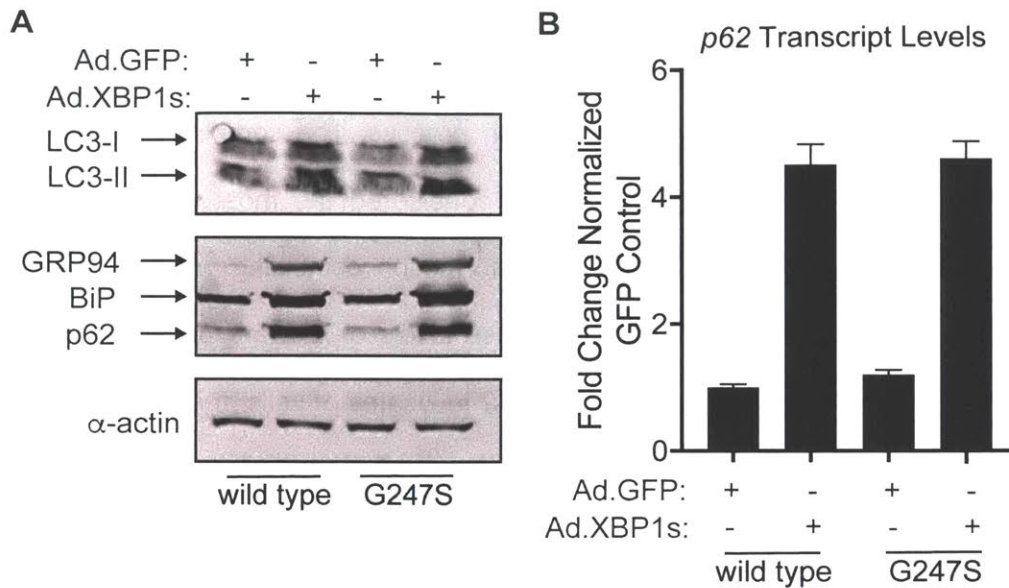 A
Ad.GFP: + - + -
Ad.XBP1s: - + - +
LC3-I
LC3-II
GRP94
BiP
p62
α-actin
wild type G247S
B
p62 Transcript Levels
Fold Change Normalized
GFP Control
6
4
2
0
Ad.GFP: + - + -
Ad.XBP1s: - + - +
wild type G247S